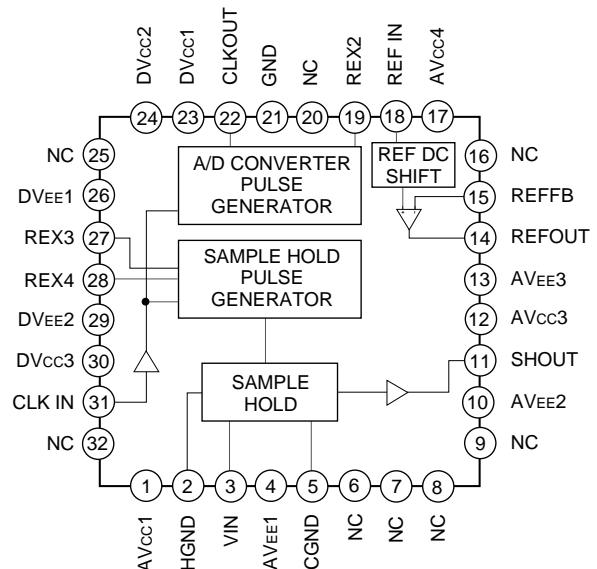 DVCC2
DVCC1
CLKOUT
GND
NC
REX2
REF IN
AVCC4
24
23
22
21
20
19
18
17
NC
25
A/D CONVERTER
PULSE
GENERATOR
REF DC
SHIFT
16
NC
DVEE1
26
15
REFFB
REX3
27
14
REFOUT
SAMPLE HOLD
PULSE
GENERATOR
REX4
28
13
AVEE3
DVEE2
29
12
AVCC3
DVCC3
30
11
SHOUT
SAMPLE
HOLD
CLK IN
31
10
AVEE2
NC
32
9
NC
1
2
3
4
5
6
7
8
AVCC1
HGND
VIN
AVEE1
CGND
NC
NC
NC